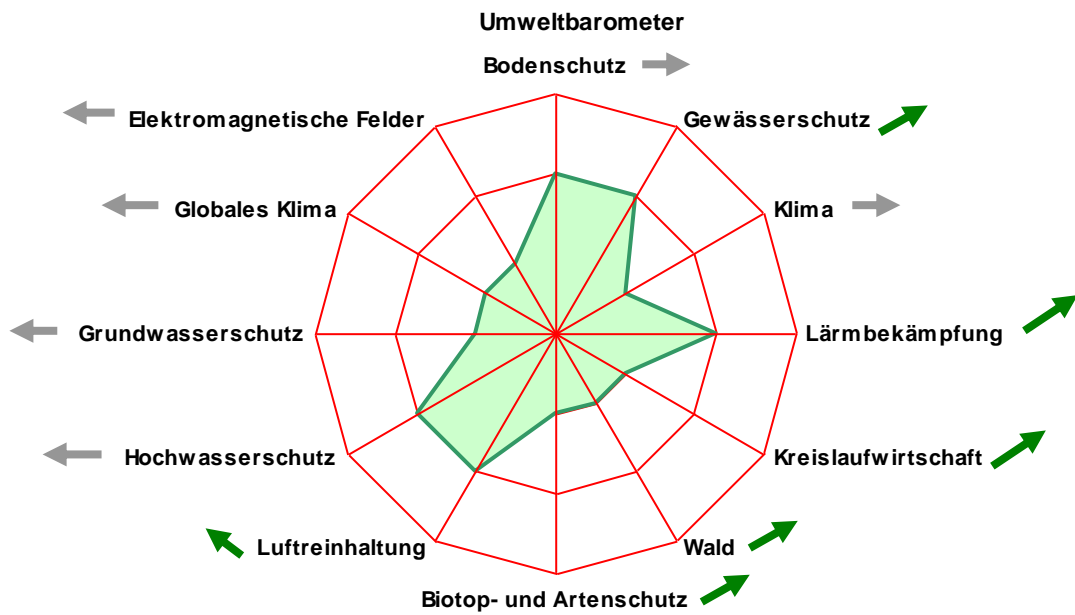 Umweltbarometer
Bodenschutz
Elektromagnetische Felder
Gewässerschutz
Globales Klima
Klima
Grundwasserschutz
Lärmbekämpfung
Hochwasserschutz
Kreislaufwirtschaft
Luftreinhaltung
Wald
Biotop- und Artenschutz